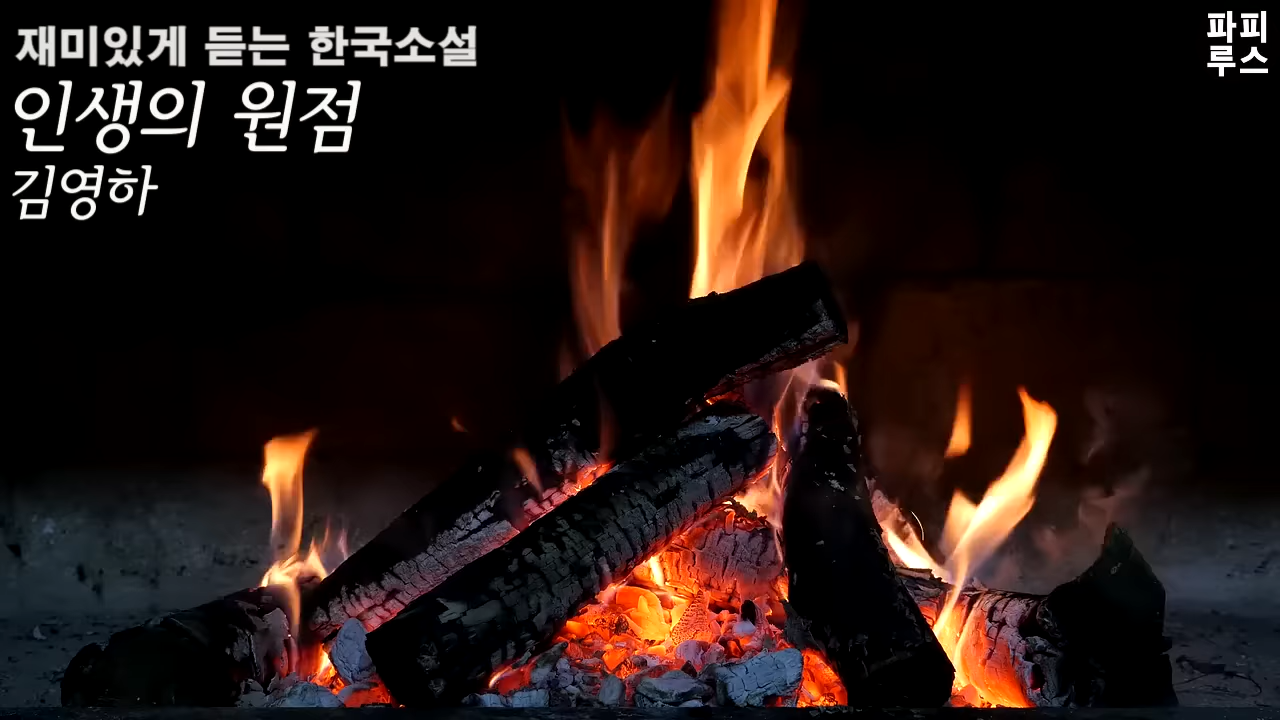 재미있게 듣는 한국소설
인생의 원점
김영하
파피
루스